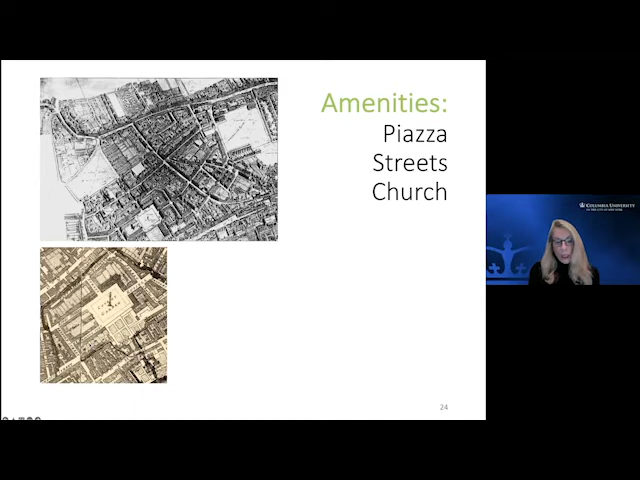 Amenities:
Piazza
Streets
Church
24
COLUMBIA UNIVERSITY
IN THE CITY OF NEW YORK